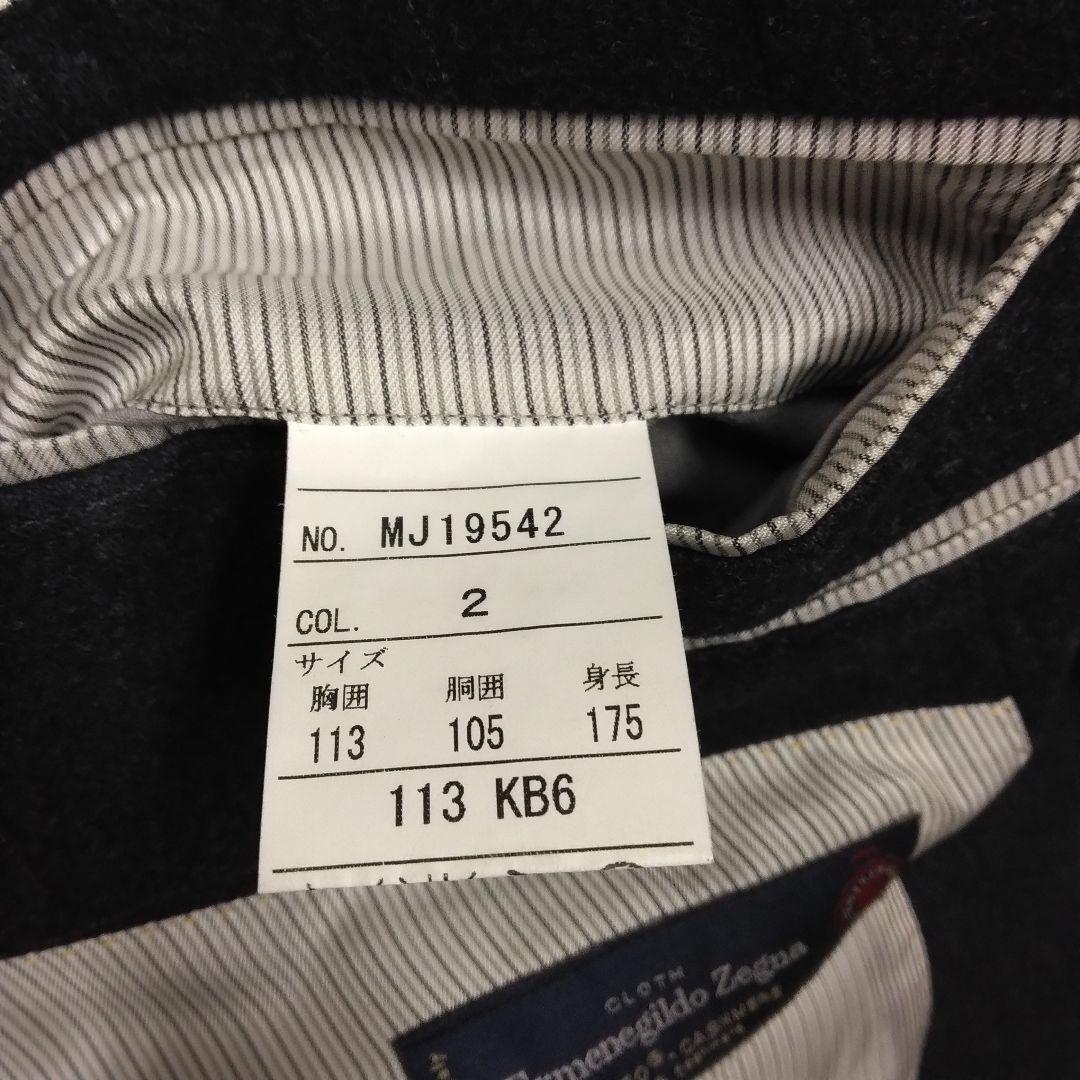 NO. MJ19542
COL. 2
サイズ
胸囲 胴囲 身長
113 105 175
113 KB6
CLOTH
Ermenegildo Zegna
CASHMERE